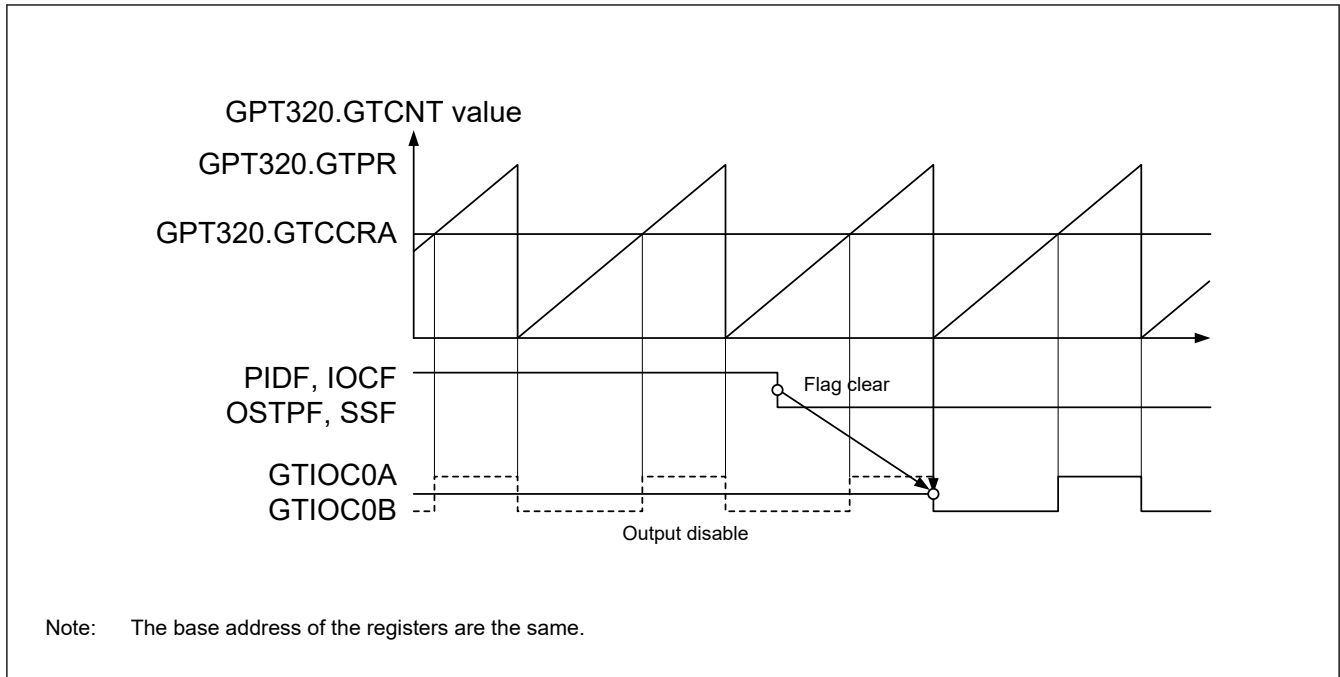 GPT320.GTCNT value
GPT320.GTPR
GPT320.GTCCRA
PIDF, IOCF
Flag clear
OSTPF, SSF
GTIOC0A
GTIOC0B
Output disable
Note: The base address of the registers are the same.